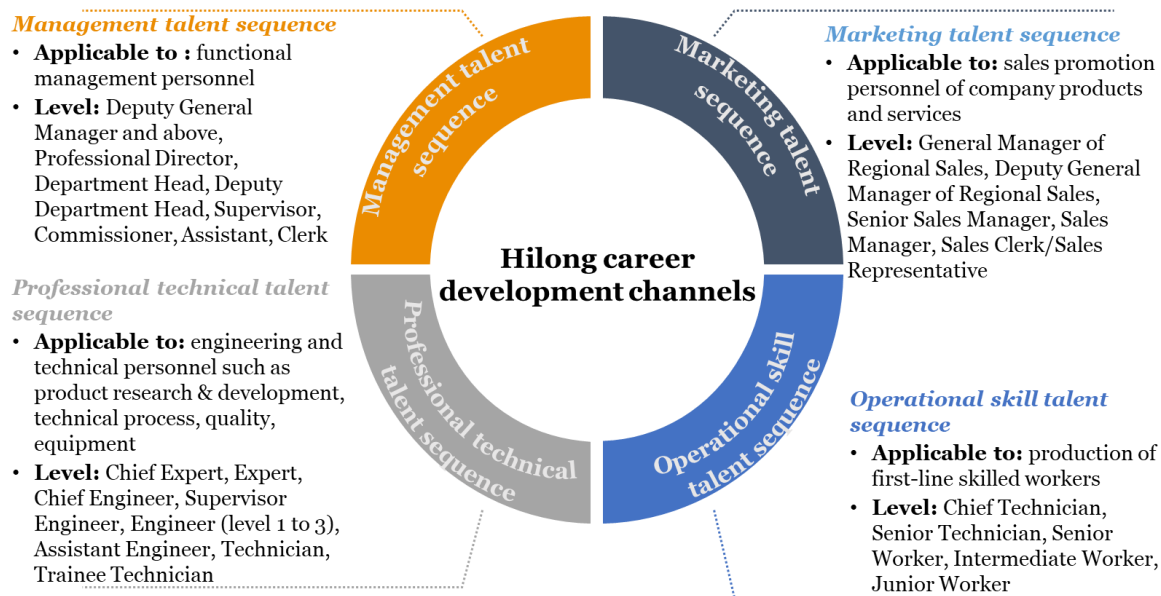 Management talent sequence
• Applicable to : functional
management personnel
• Level: Deputy General
Manager and above,
Professional Director,
Department Head, Deputy
Department Head, Supervisor,
Commissioner, Assistant, Clerk
Professional technical talent
sequence
• Applicable to: engineering and
technical personnel such as
product research & development,
technical process, quality,
equipment
• Level: Chief Expert, Expert,
Chief Engineer, Supervisor
Engineer, Engineer (level 1 to 3),
Assistant Engineer, Technician,
Trainee Technician
Management talent
sequence
Marketing talent
sequence
Hilong career
development channels
Professional technical
talent sequence
Operational skill
talent sequence
Marketing talent sequence
• Applicable to: sales promotion
personnel of company products
and services
• Level: General Manager of
Regional Sales, Deputy General
Manager of Regional Sales,
Senior Sales Manager, Sales
Manager, Sales Clerk/Sales
Representative
Operational skill talent
sequence
• Applicable to: production of
first-line skilled workers
• Level: Chief Technician,
Senior Technician, Senior
Worker, Intermediate Worker,
Junior Worker